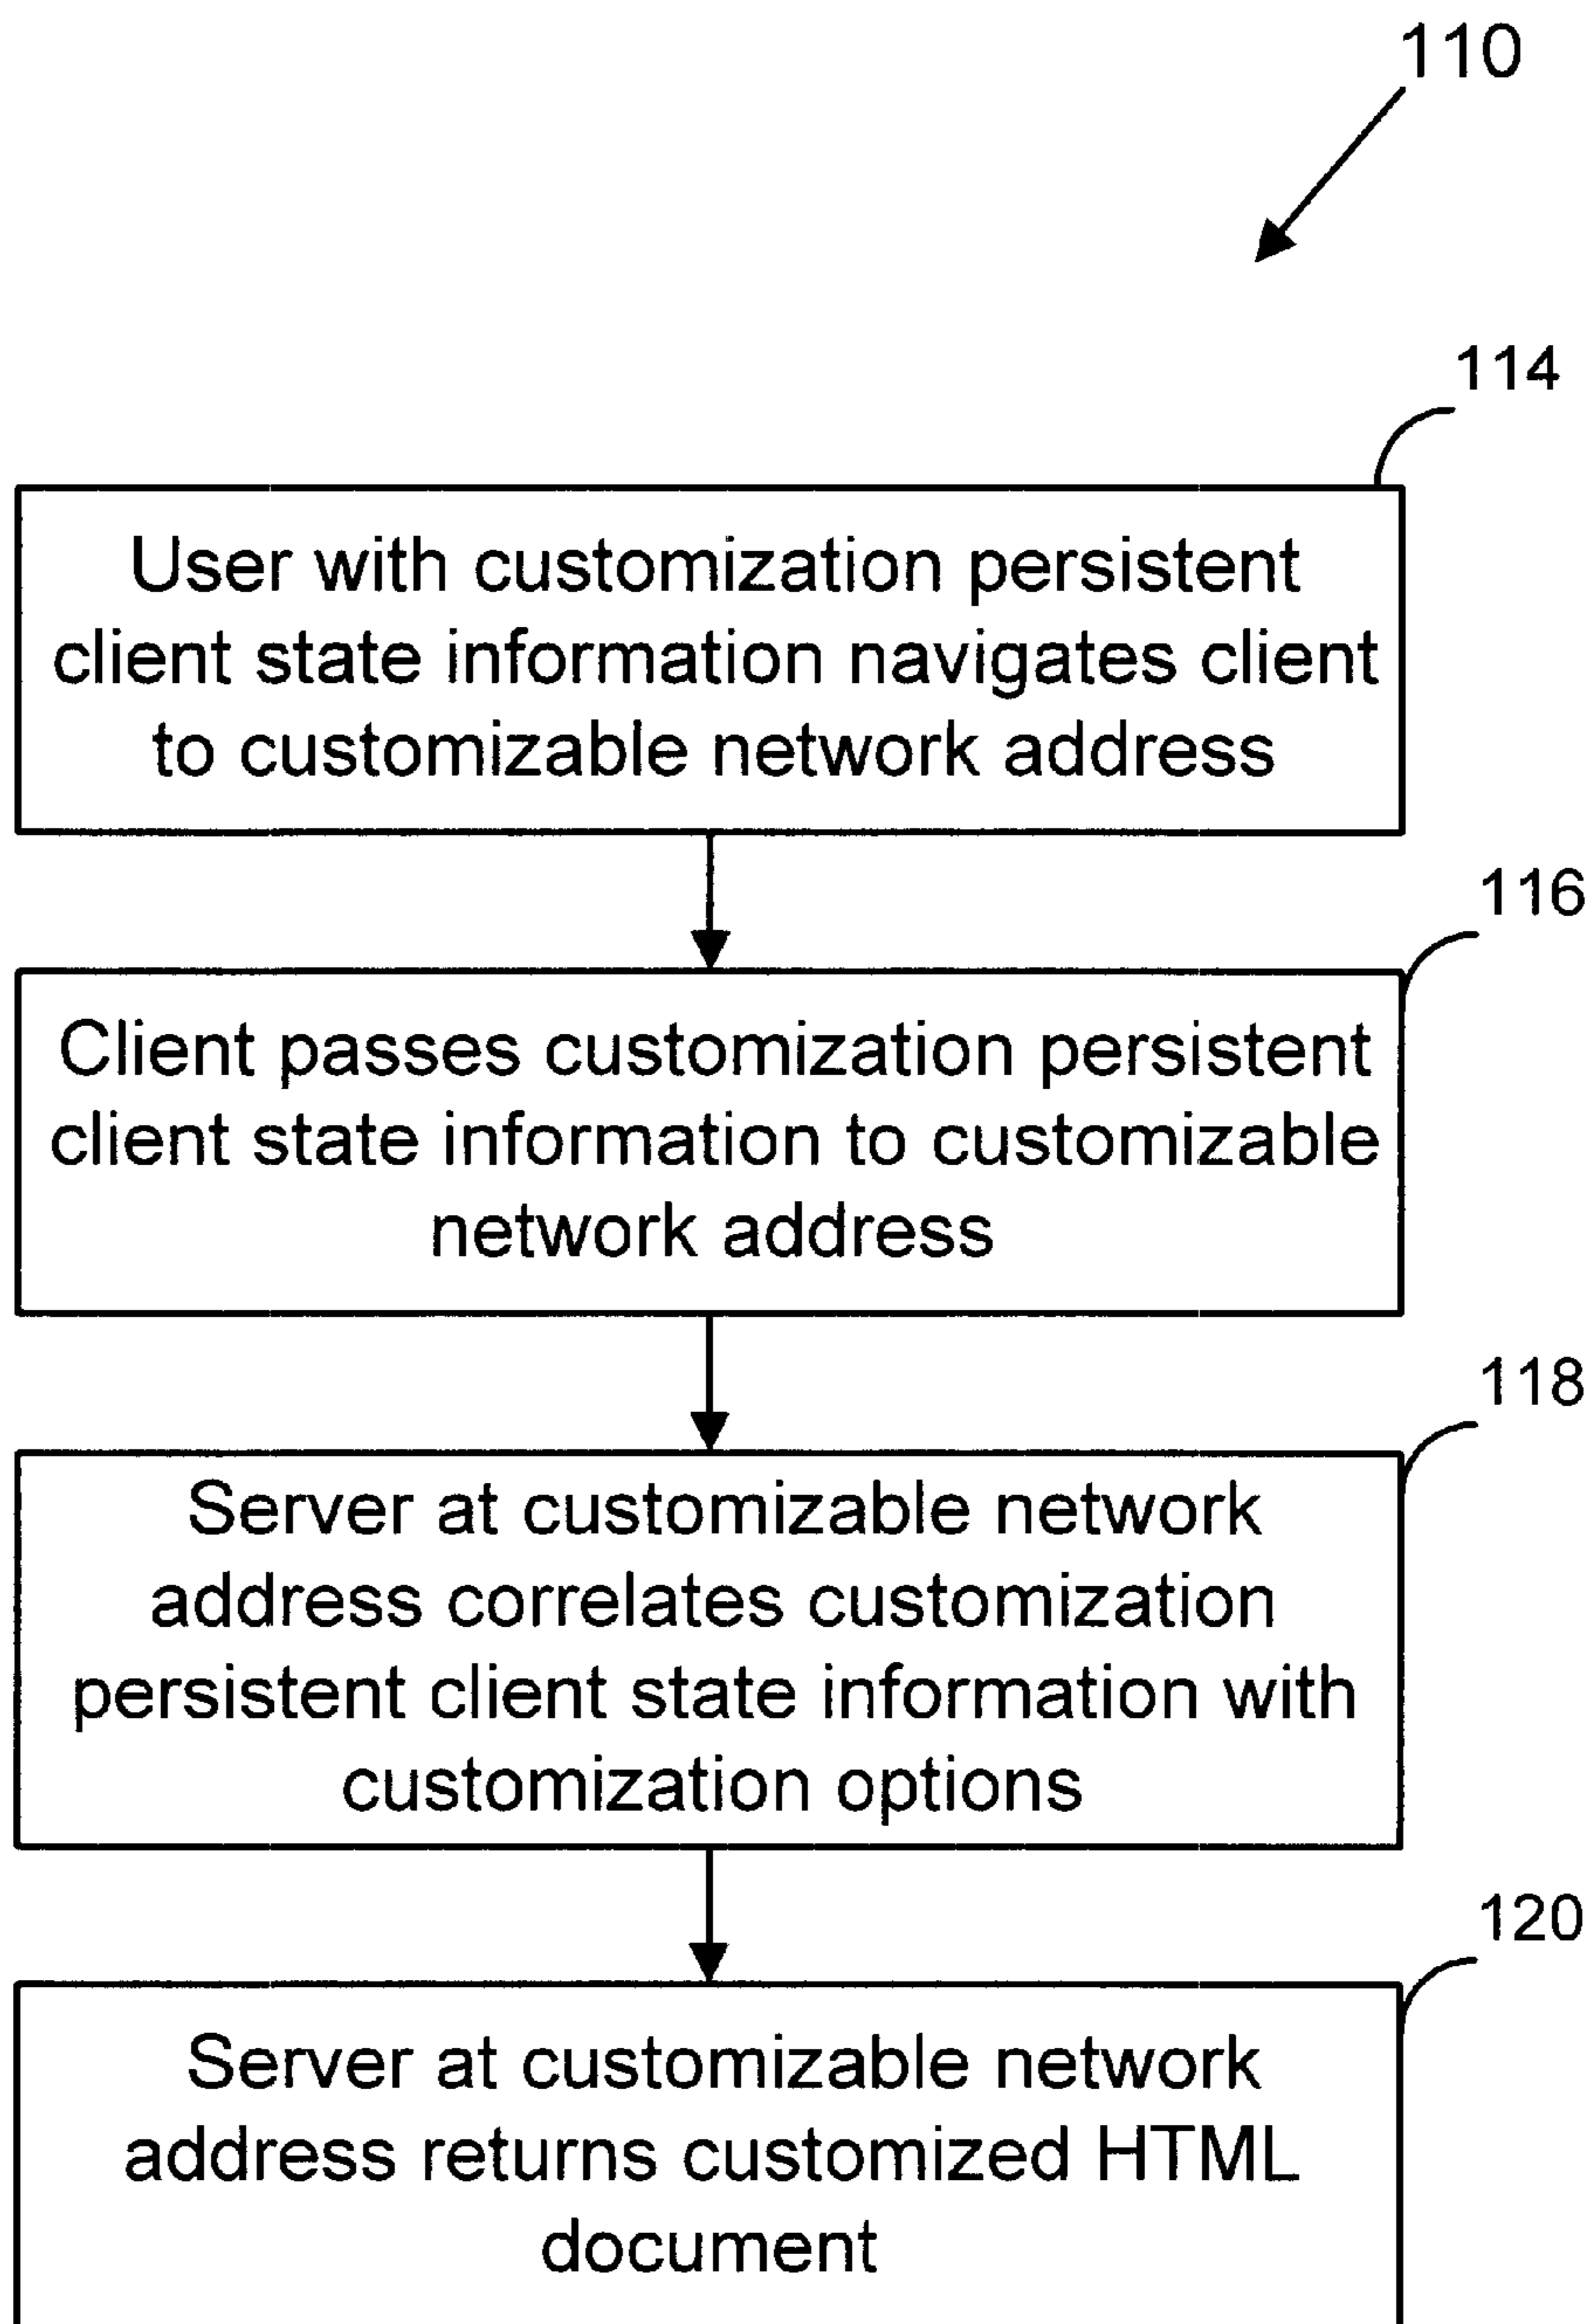 110
114
User with customization persistent
client state information navigates client
to customizable network address
116
Client passes customization persistent
client state information to customizable
network address
118
Server at customizable network
address correlates customization
persistent client state information with
customization options
120
Server at customizable network
address returns customized HTML
document